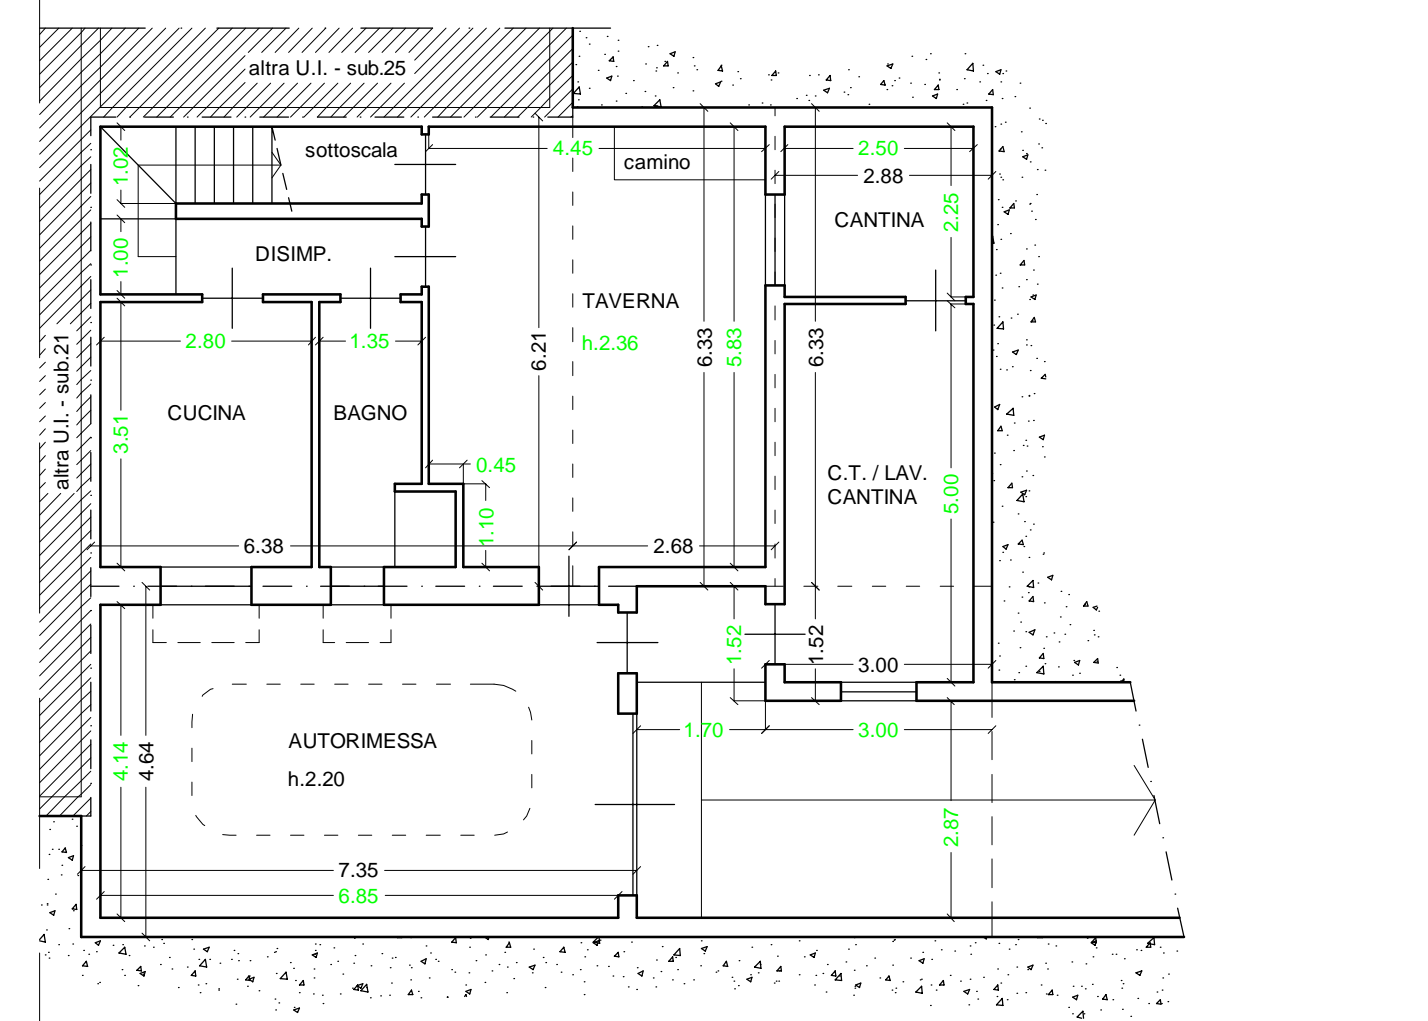 altra U.I. - sub.25
sottoscala
4.45
camino
2.50
2.88
1.02
CANTINA
2.25
DISIMP.
1.00
TAVERNA
h.2.36
2.80
1.35
6.21
6.33
5.83
6.33
altra U.I. - sub.21
CUCINA
BAGNO
3.51
0.45
C.T. / LAV.
CANTINA
5.00
1.10
6.38
2.68
1.52
1.52
3.00
1.70
3.00
AUTORIMESSA
h.2.20
4.14
4.64
2.87
7.35
6.85